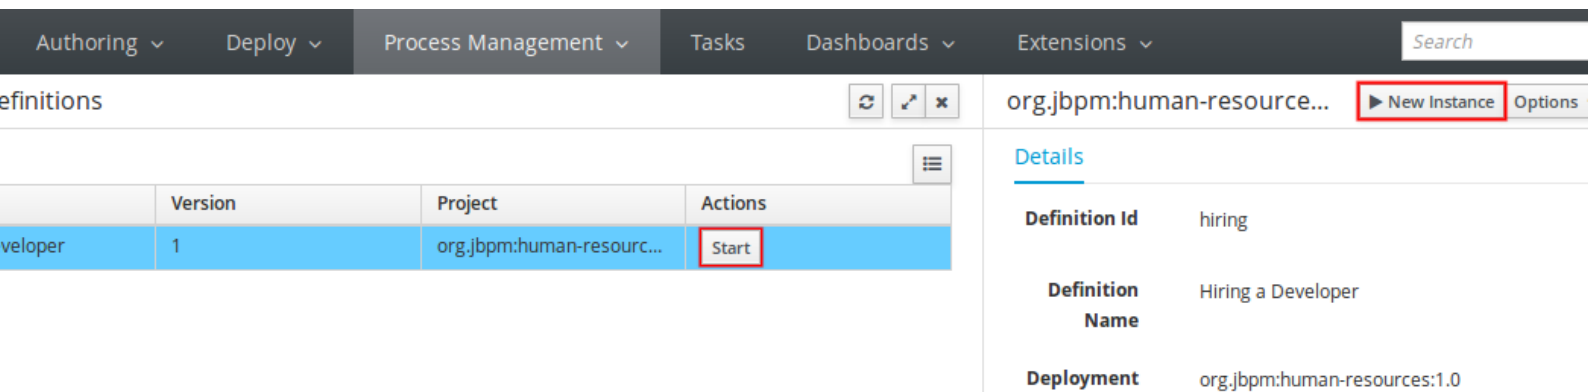 Authoring Deploy Process Management Tasks Dashboards Extensions Search
efinitions
org.jbpm:human-resource... New Instance Options
Details
Version Project Actions
veloper 1 org.jbpm:human-resourc... Start
Definition Id hiring
Definition Name Hiring a Developer
Deployment org.jbpm:human-resources:1.0